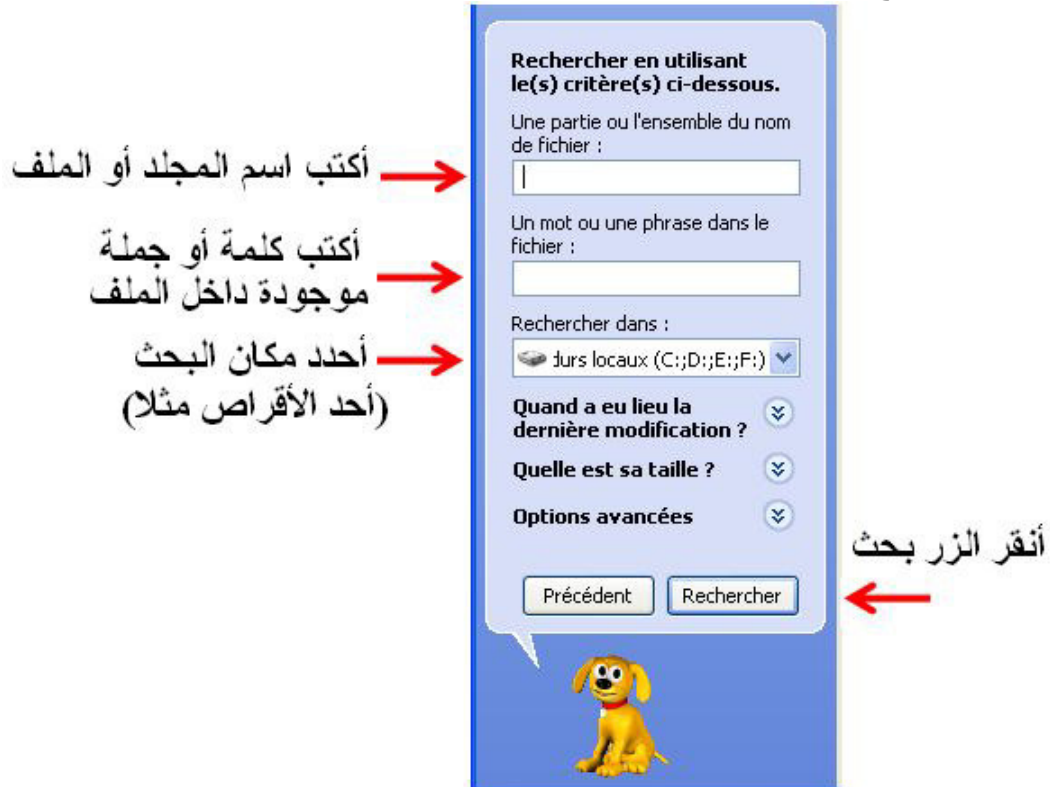 Rechercher en utilisant
le(s) critère(s) ci-dessous.
Une partie ou l'ensemble du nom
de fichier :
أكتب اسم المجلد أو الملف
Un mot ou une phrase dans le
fichier :
أكتب كلمة أو جملة
موجودة داخل الملف
Rechercher dans :
أحدد مكان البحث
(أحد الأقراص مثلا)
durs locaux (C:;D:;E:;F:)
Quand a eu lieu la
dernière modification ?
Quelle est sa taille ?
Options avancées
أنقر الزر بحث
Précédent
Rechercher